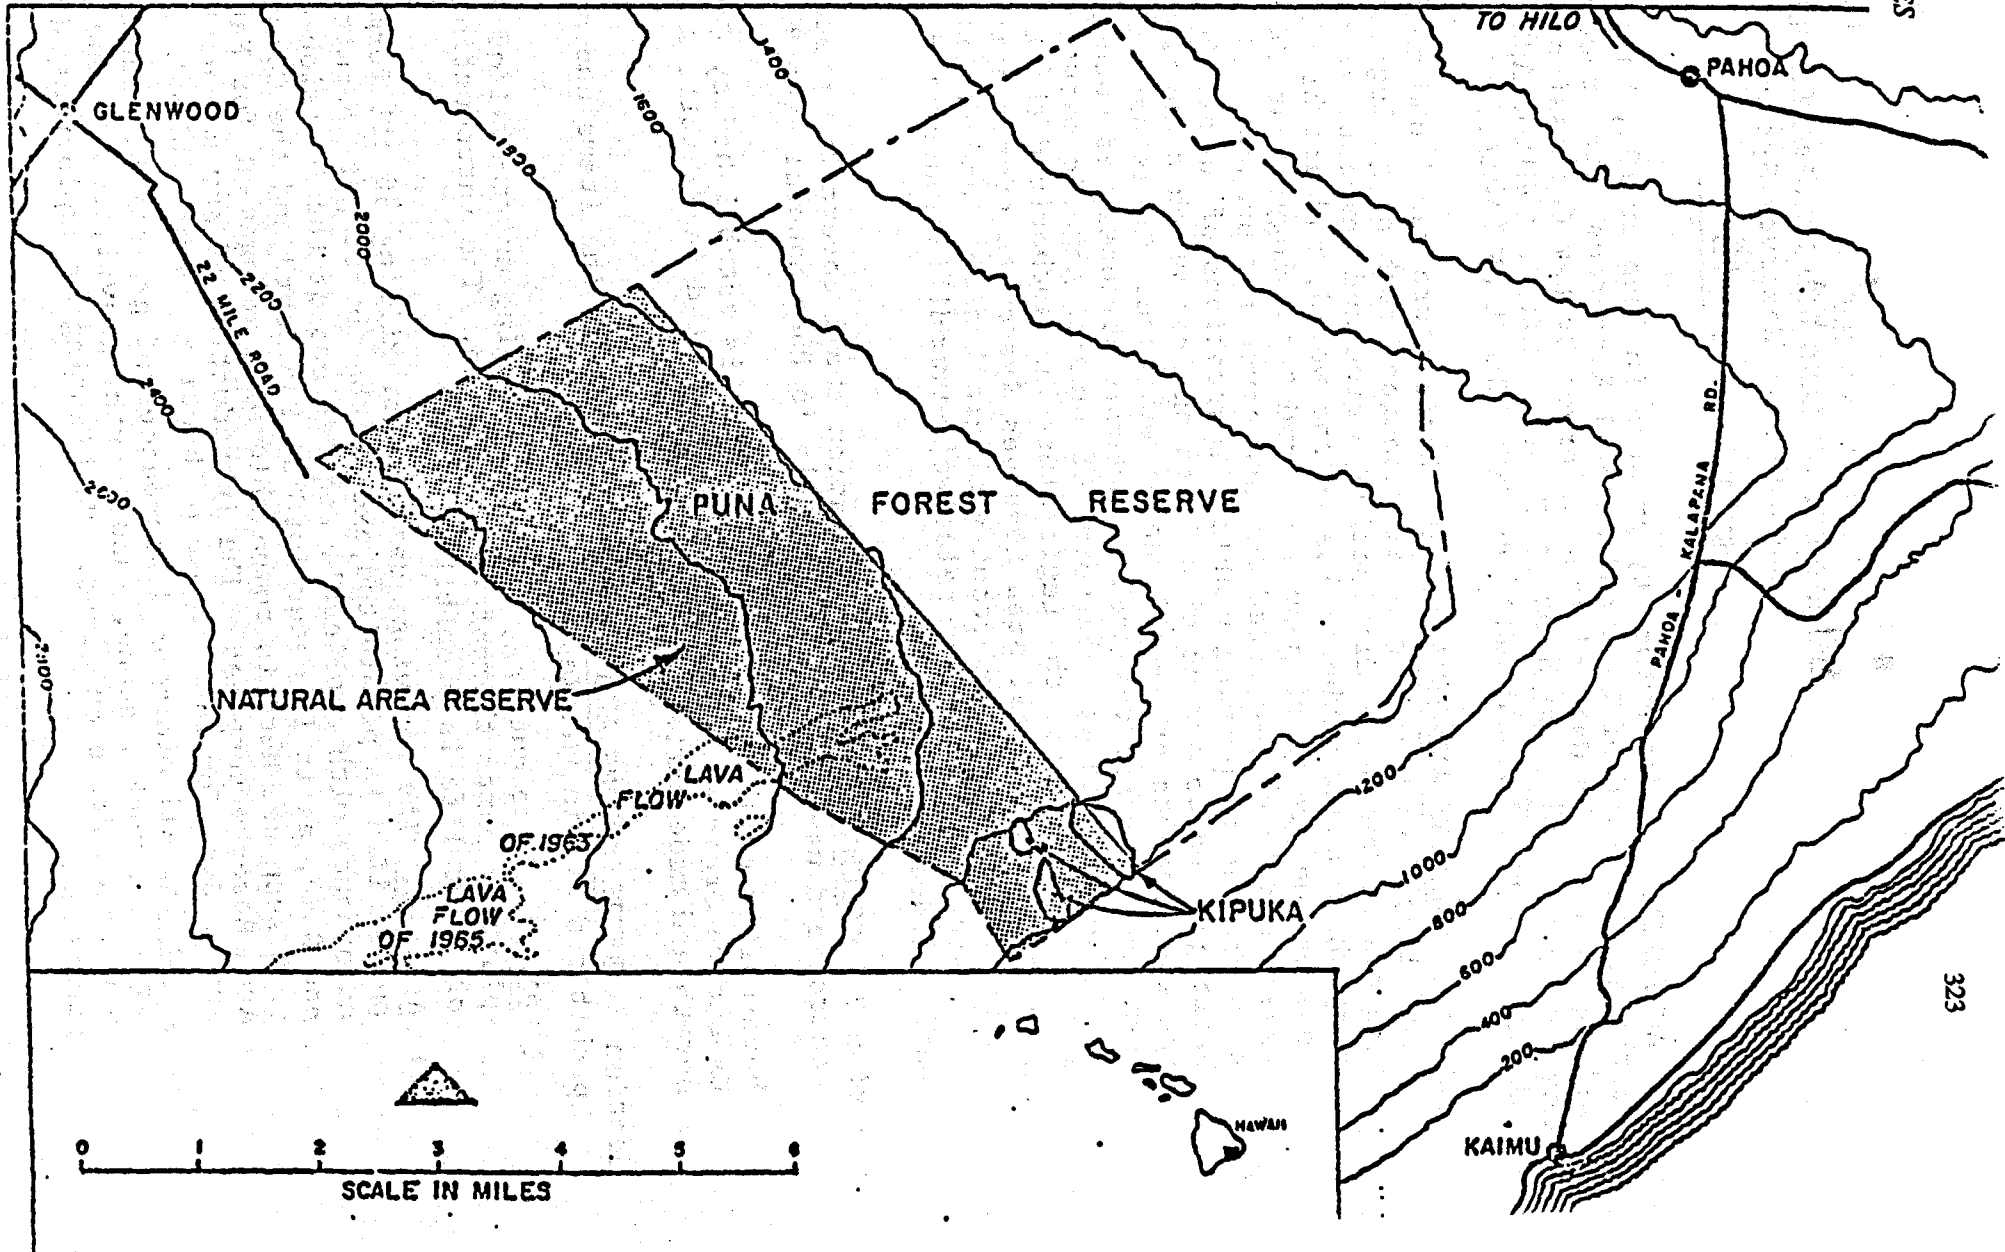 ES
TO HILO
PAHOA
GLENWOOD
1400
1600
1800
2000
2200
22 MILE ROAD
2400
2600
PUNA FOREST RESERVE
PAHOA - KALAPANA RD.
NATURAL AREA RESERVE
LAVA
FLOW
OF 1963
LAVA
FLOW
OF 1965
KIPUKA
1200
1000
800
600
400
200
KAIMU
HAWAII
0 1 2 3 4 5 6
SCALE IN MILES
323